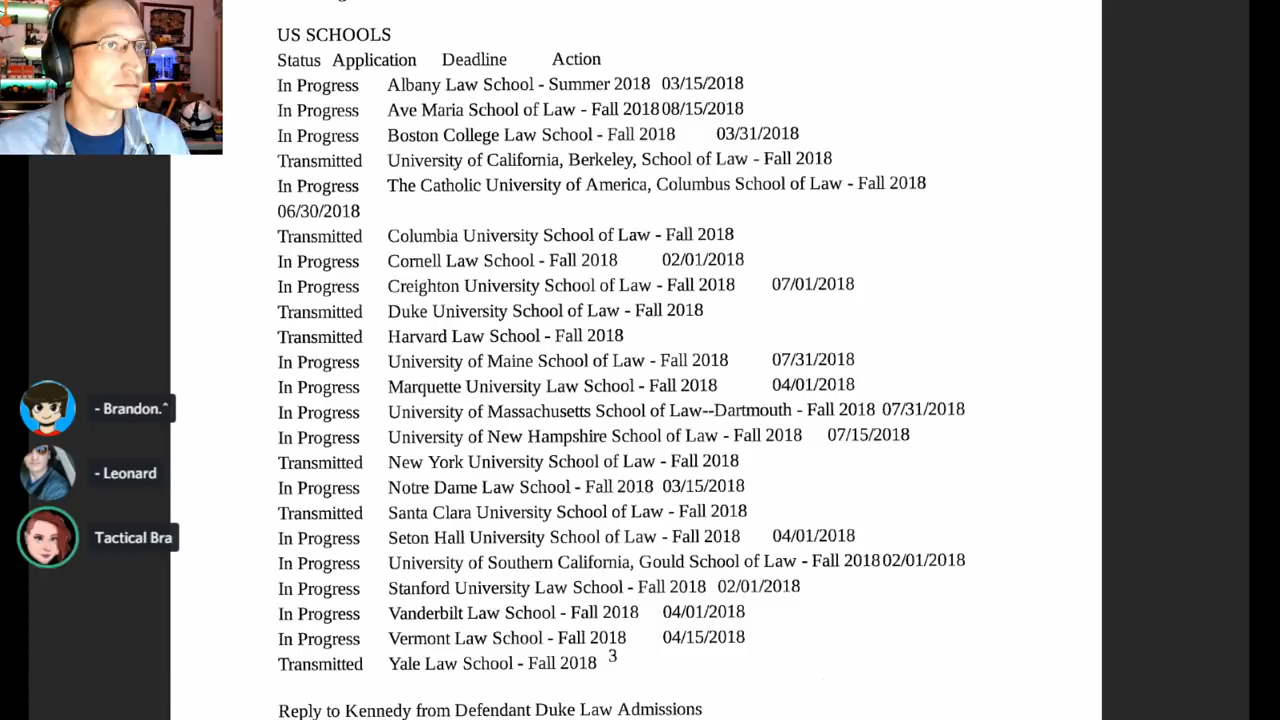 US SCHOOLS
Status Application Deadline Action
In Progress Albany Law School - Summer 2018 03/15/2018
In Progress Ave Maria School of Law - Fall 2018 08/15/2018
In Progress Boston College Law School - Fall 2018 03/31/2018
Transmitted University of California, Berkeley, School of Law - Fall 2018
In Progress The Catholic University of America, Columbus School of Law - Fall 2018
06/30/2018
Transmitted Columbia University School of Law - Fall 2018
In Progress Cornell Law School - Fall 2018 02/01/2018
In Progress Creighton University School of Law - Fall 2018 07/01/2018
Transmitted Duke University School of Law - Fall 2018
Transmitted Harvard Law School - Fall 2018
In Progress University of Maine School of Law - Fall 2018 07/31/2018
In Progress Marquette University Law School - Fall 2018 04/01/2018
In Progress University of Massachusetts School of Law--Dartmouth - Fall 2018 07/31/2018
In Progress University of New Hampshire School of Law - Fall 2018 07/15/2018
Transmitted New York University School of Law - Fall 2018
In Progress Notre Dame Law School - Fall 2018 03/15/2018
Transmitted Santa Clara University School of Law - Fall 2018
In Progress Seton Hall University School of Law - Fall 2018 04/01/2018
In Progress University of Southern California, Gould School of Law - Fall 2018 02/01/2018
In Progress Stanford University Law School - Fall 2018 02/01/2018
In Progress Vanderbilt Law School - Fall 2018 04/01/2018
In Progress Vermont Law School - Fall 2018 04/15/2018
Transmitted Yale Law School - Fall 2018 3
Reply to Kennedy from Defendant Duke Law Admissions
- Brandon.^
- Leonard
Tactical Bra